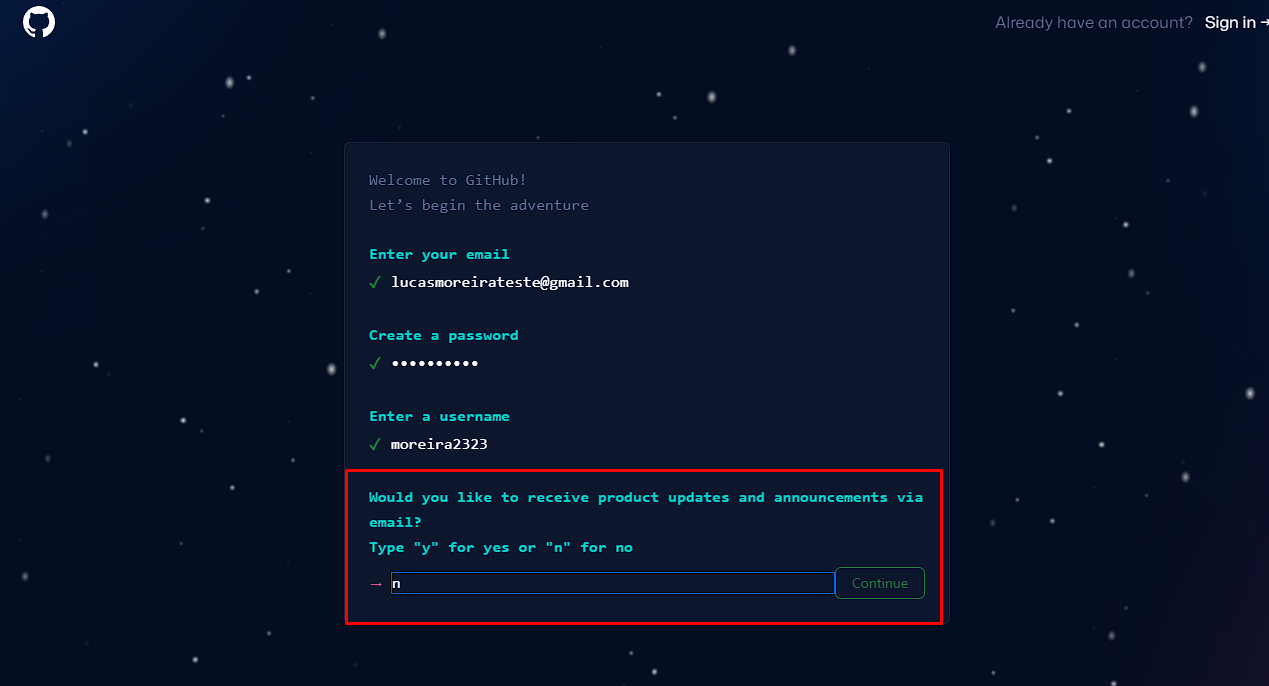 Already have an account? Sign in →
Welcome to GitHub!
Let’s begin the adventure
Enter your email
✓ lucasmoreirateste@gmail.com
Create a password
✓ ••••••••••
Enter a username
✓ moreira2323
Would you like to receive product updates and announcements via
email?
Type "y" for yes or "n" for no
→ n Continue